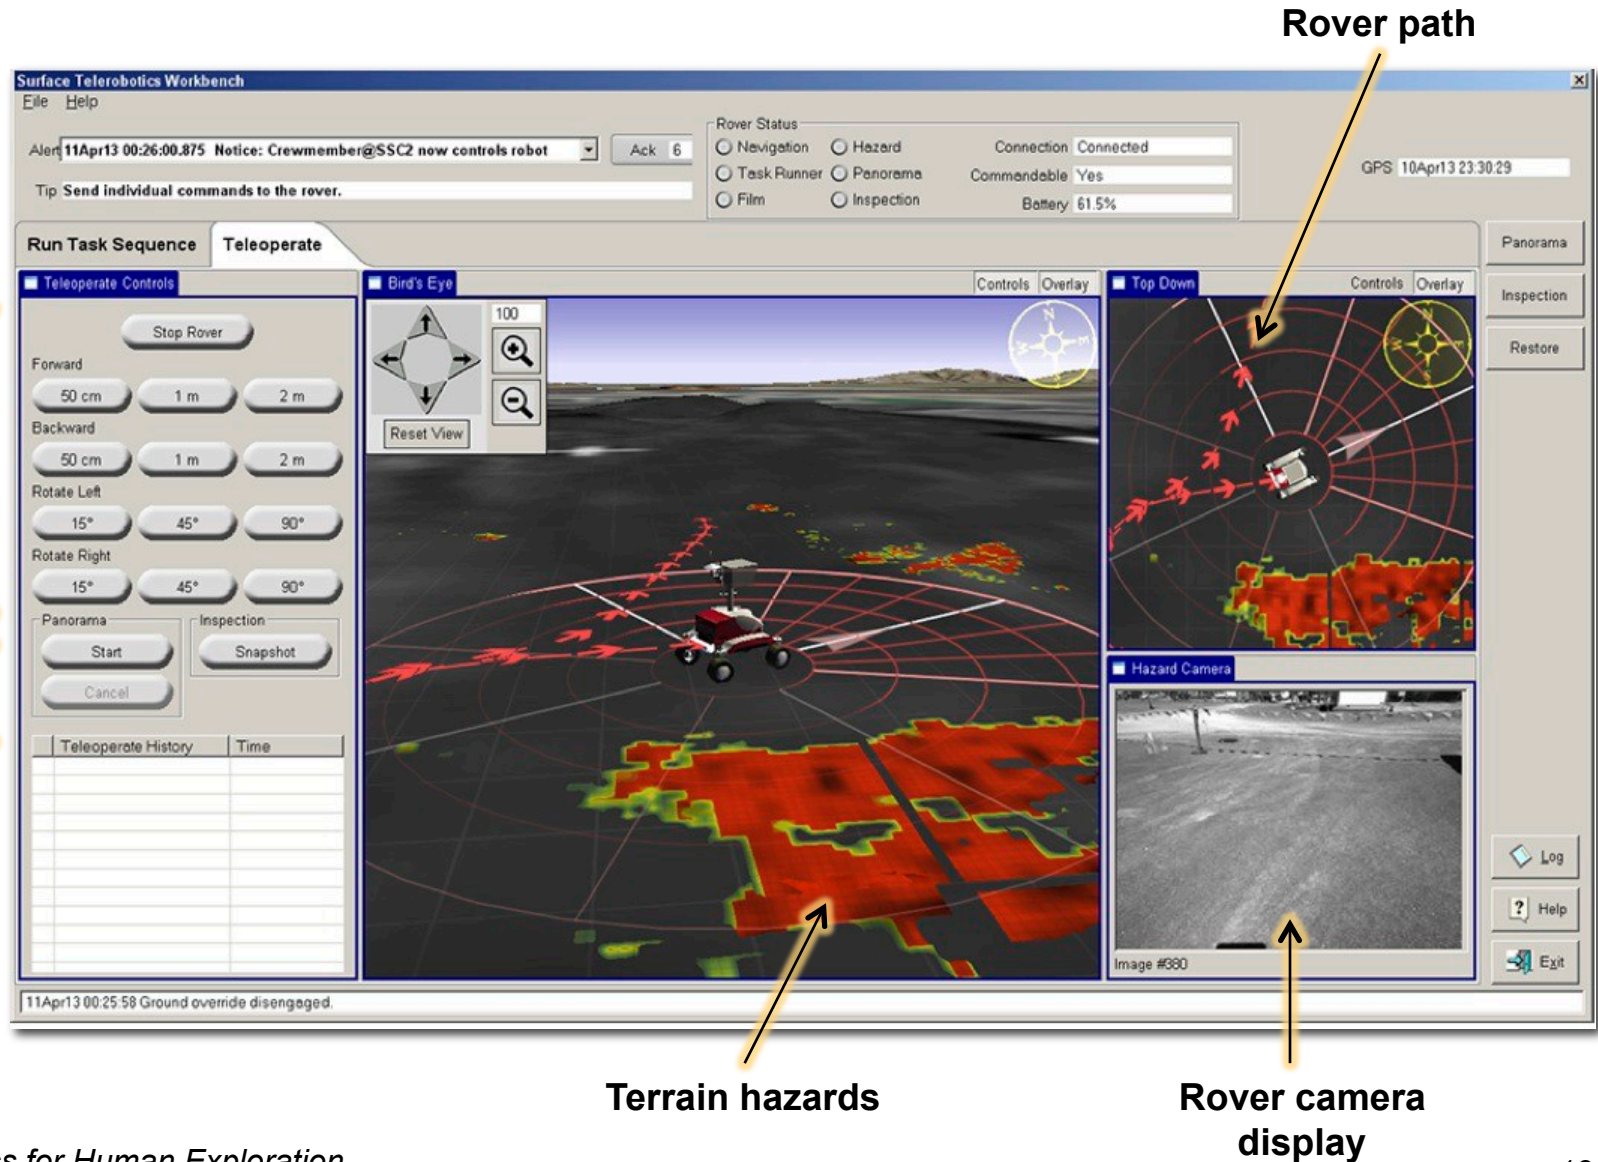 Rover path
Surface Telerobotics Workbench
File Help
Alert 11Apr13 00:26:00.875 Notice: Crewmember@SSC2 now controls robot
Ack 6
Tip Send individual commands to the rover.
Rover Status
Navigation Hazard Connection Connected
Task Runner Panorama Commandable Yes
Film Inspection Battery 61.5%
GPS 10Apr13 23:30:29
Run Task Sequence Teleoperate
Teleoperate Controls
Stop Rover
Forward
50 cm 1 m 2 m
Backward
50 cm 1 m 2 m
Rotate Left
15° 45° 90°
Rotate Right
15° 45° 90°
Panorama
Start
Cancel
Inspection
Snapshot
Teleoperate History Time
Bird's Eye
Controls Overlay
100
Reset View
N
E
S
Top Down
Controls Overlay
Hazard Camera
Image #380
Panorama
Inspection
Restore
Log
? Help
Exit
11Apr13 00:25:58 Ground override disengaged.
Terrain hazards
Rover camera
display
for Human Exploration